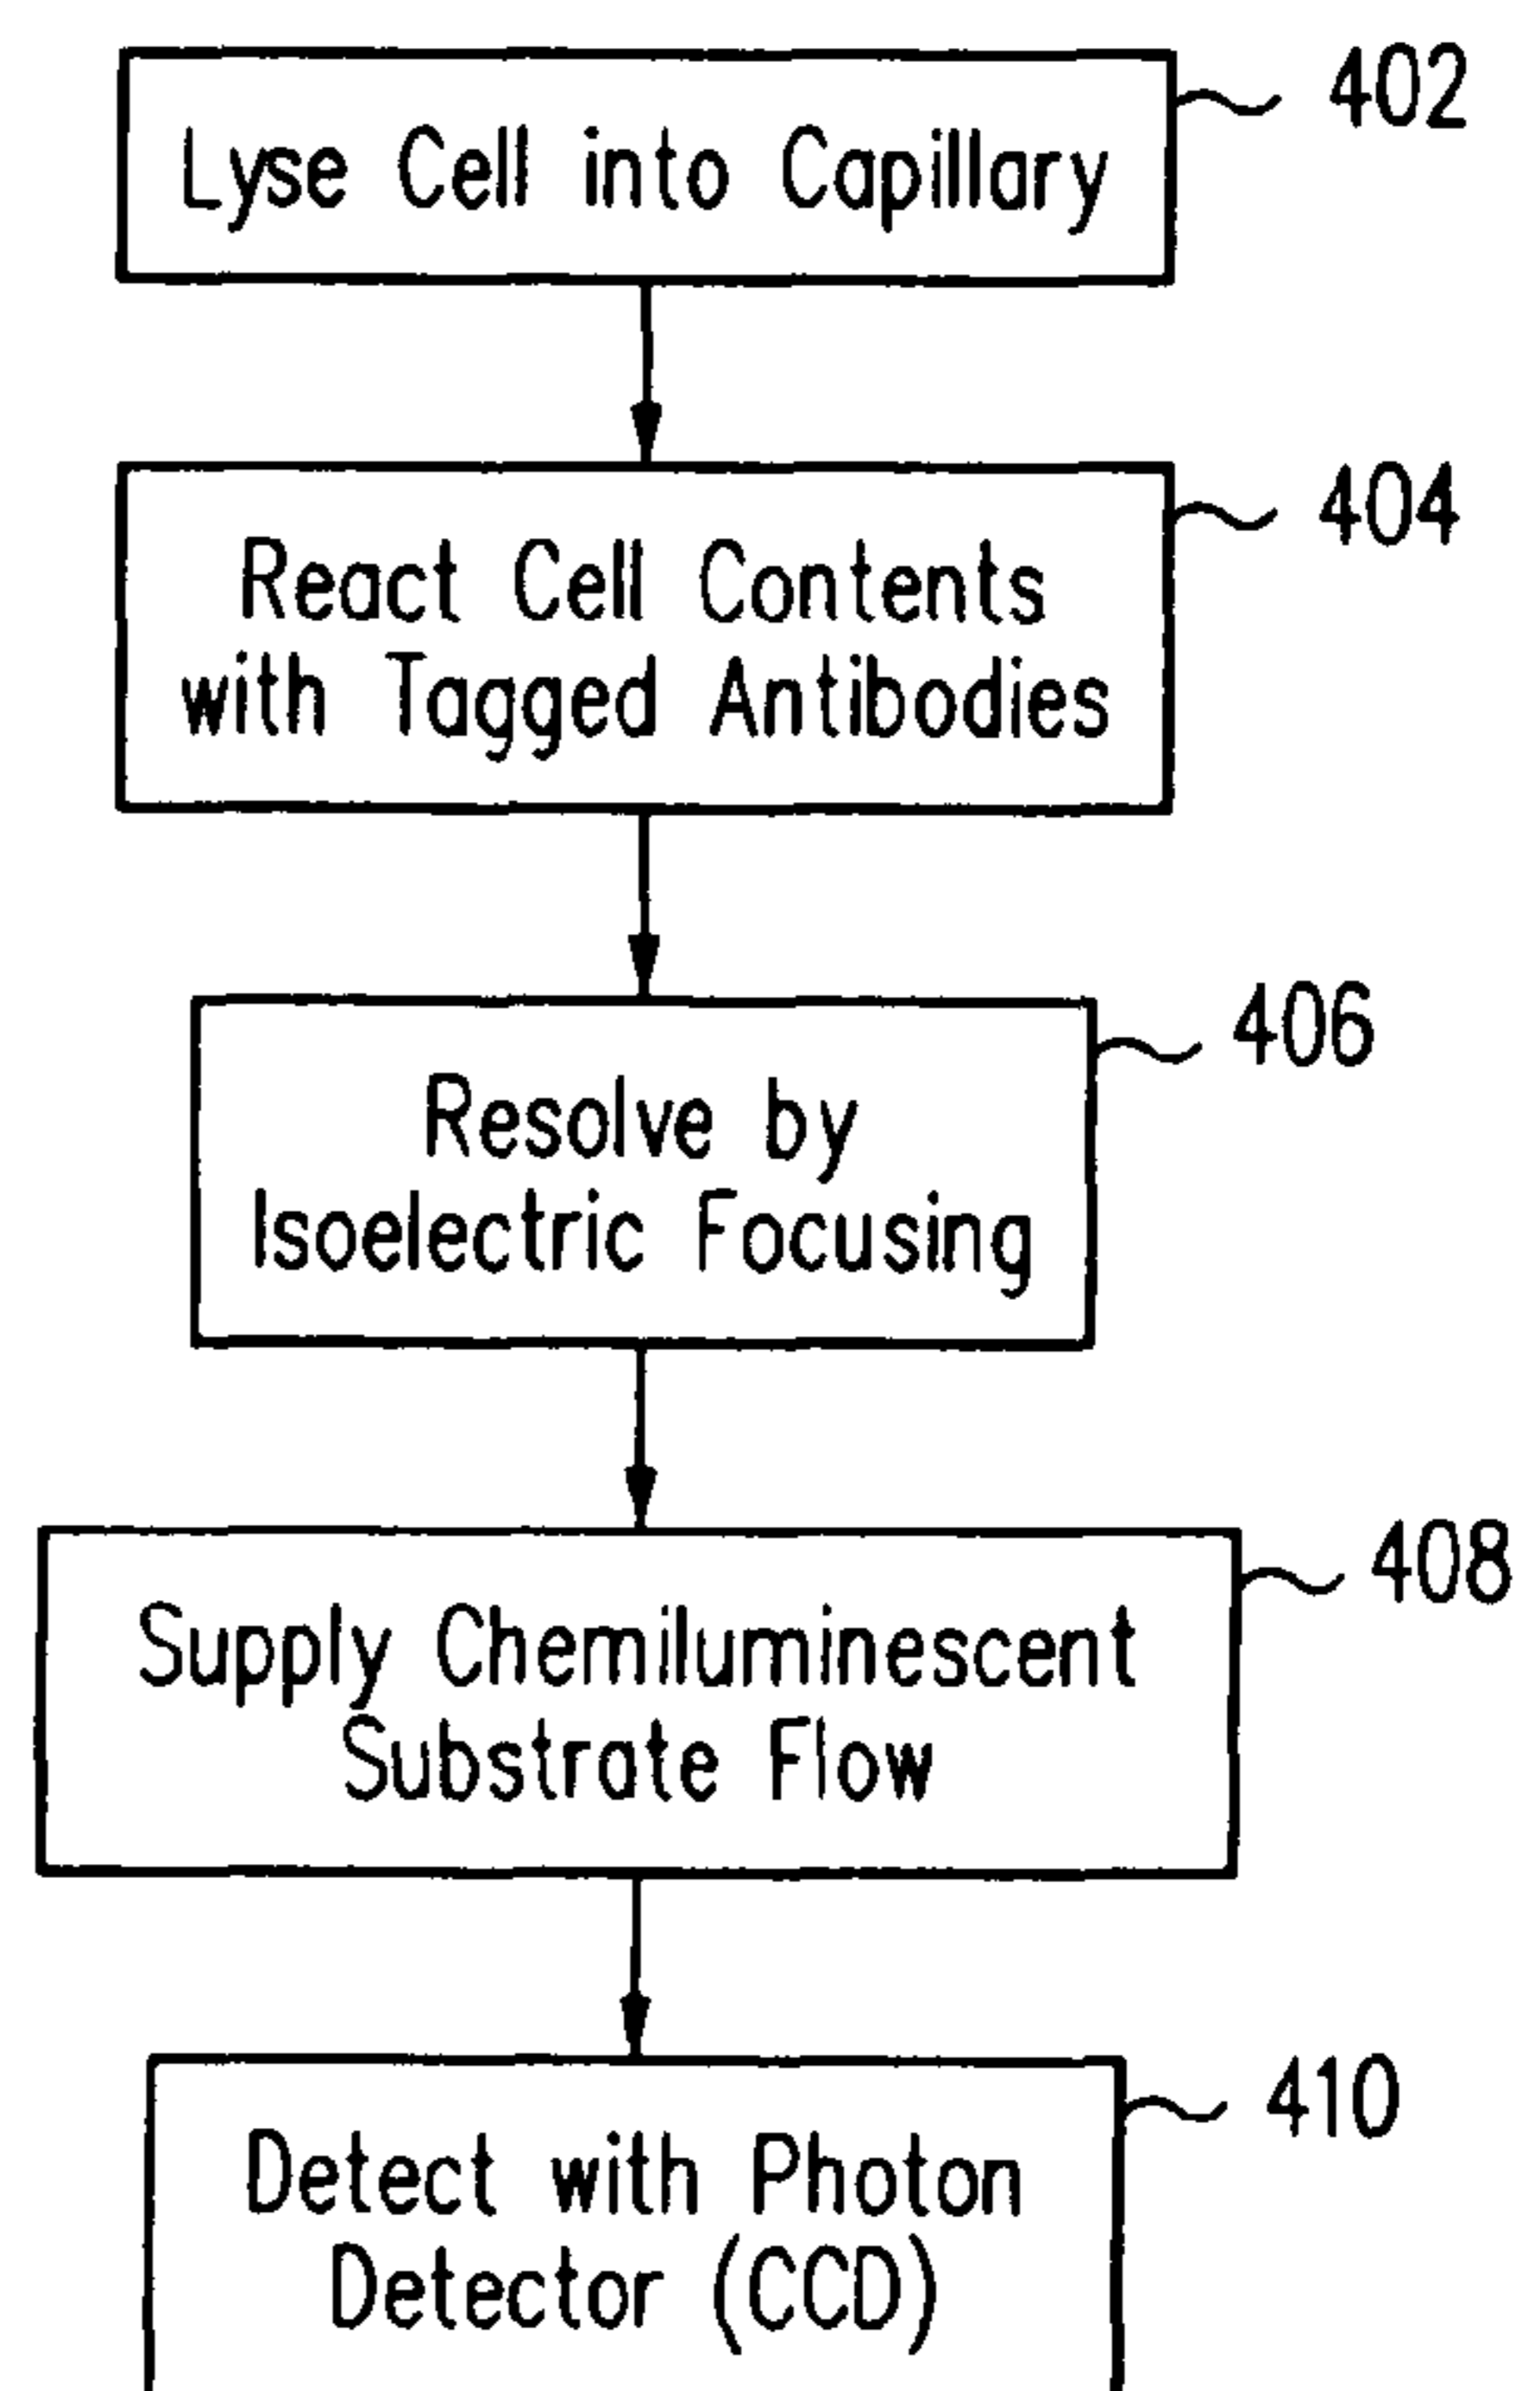 Lyse Cell into Capillary
402
React Cell Contents
with Tagged Antibodies
404
Resolve by
Isoelectric Focusing
406
Supply Chemiluminescent
Substrate Flow
408
Detect with Photon
Detector (CCD)
410